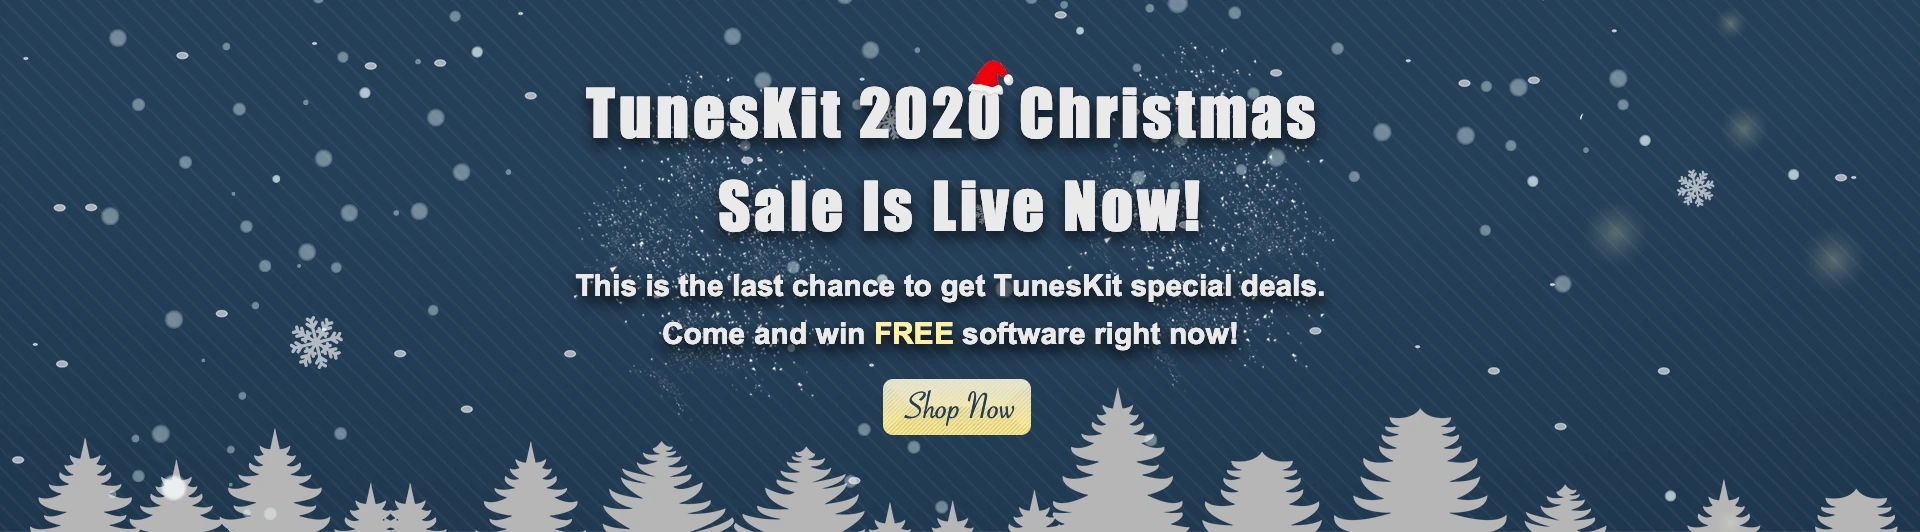 TunesKit 2020 Christmas
Sale Is Live Now!
This is the last chance to get TunesKit special deals.
Come and win FREE software right now!
Shop Now